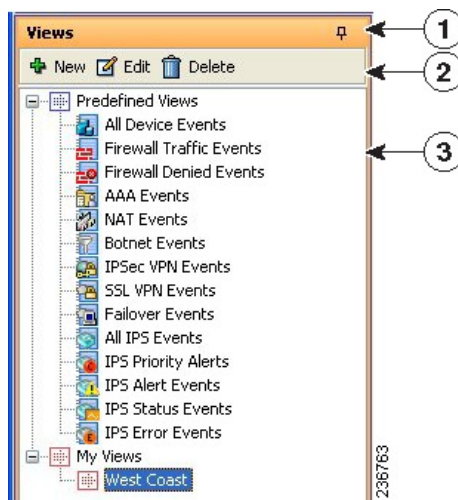 Views
1
New Edit Delete
2
Predefined Views
All Device Events
Firewall Traffic Events
3
Firewall Denied Events
AAA Events
NAT Events
Botnet Events
IPSec VPN Events
SSL VPN Events
Failover Events
All IPS Events
IPS Priority Alerts
IPS Alert Events
IPS Status Events
IPS Error Events
My Views
West Coast
236763